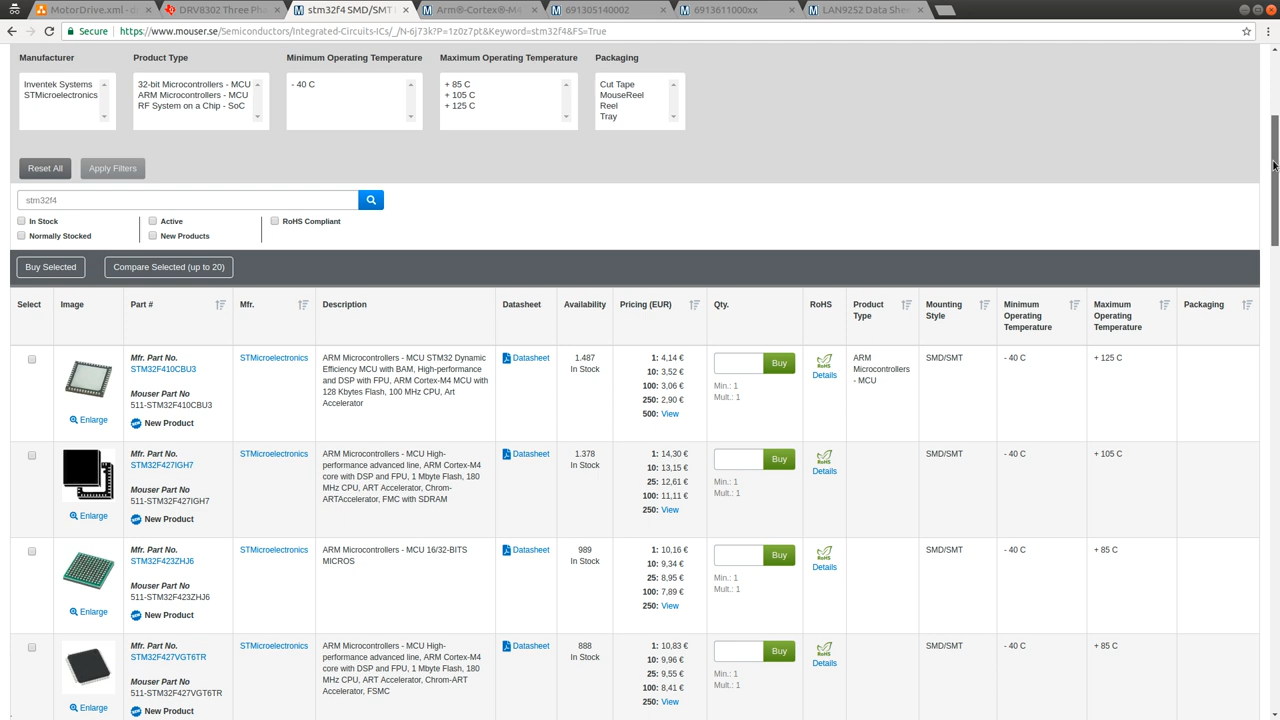 MotorDrive.xml - d
DRV8302 Three Pha
stm32f4 SMD/SMT
Arm®-Cortex®-M4
691305140002
6913611000xx
LAN9252 Data She
Secure
https://www.mouser.se/Semiconductors/Integrated-Circuits-ICs/_/N-6j73k?P=1z0z7pt&Keyword=stm32f4&FS=True
Manufacturer
Product Type
Minimum Operating Temperature
Maximum Operating Temperature
Packaging
Inventek Systems
STMicroelectronics
32-bit Microcontrollers - MCU
ARM Microcontrollers - MCU
RF System on a Chip - SoC
- 40 C
+ 85 C
+ 105 C
+ 125 C
Cut Tape
MouseReel
Reel
Tray
Reset All
Apply Filters
stm32f4
In Stock
Active
RoHS Compliant
Normally Stocked
New Products
Buy Selected
Compare Selected (up to 20)
Select
Image
Part #
Mfr.
Description
Datasheet
Availability
Pricing (EUR)
Qty.
RoHS
Product
Type
Mounting
Style
Minimum
Operating
Temperature
Maximum
Operating
Temperature
Packaging
Enlarge
Mfr. Part No.
STM32F410CBU3
Mouser Part No
511-STM32F410CBU3
New Product
STMicroelectronics
ARM Microcontrollers - MCU STM32 Dynamic
Efficiency MCU with BAM, High-performance
and DSP with FPU, ARM Cortex-M4 MCU with
128 Kbytes Flash, 100 MHz CPU, Art
Accelerator
Datasheet
1.487
In Stock
1: 4,14 €
10: 3,52 €
100: 3,06 €
250: 2,90 €
500: View
Buy
Min.: 1
Mult.: 1
RoHS
Details
ARM
Microcontrollers
- MCU
SMD/SMT
- 40 C
+ 125 C
Enlarge
Mfr. Part No.
STM32F427IGH7
Mouser Part No
511-STM32F427IGH7
New Product
STMicroelectronics
ARM Microcontrollers - MCU High-
performance advanced line, ARM Cortex-M4
core with DSP and FPU, 1 Mbyte Flash, 180
MHz CPU, ART Accelerator, Chrom-
ARTAccelerator, FMC with SDRAM
Datasheet
1.378
In Stock
1: 14,30 €
10: 13,15 €
25: 12,61 €
100: 11,11 €
250: View
Buy
Min.: 1
Mult.: 1
RoHS
Details
SMD/SMT
- 40 C
+ 105 C
Enlarge
Mfr. Part No.
STM32F423ZHJ6
Mouser Part No
511-STM32F423ZHJ6
New Product
STMicroelectronics
ARM Microcontrollers - MCU 16/32-BITS
MICROS
Datasheet
989
In Stock
1: 10,16 €
10: 9,34 €
25: 8,95 €
100: 7,89 €
250: View
Buy
Min.: 1
Mult.: 1
RoHS
Details
SMD/SMT
- 40 C
+ 85 C
Enlarge
Mfr. Part No.
STM32F427VGT6TR
Mouser Part No
511-STM32F427VGT6TR
New Product
STMicroelectronics
ARM Microcontrollers - MCU High-
performance advanced line, ARM Cortex-M4
core with DSP and FPU, 1 Mbyte Flash, 180
MHz CPU, ART Accelerator, Chrom-ART
Accelerator, FSMC
Datasheet
888
In Stock
1: 10,83 €
10: 9,96 €
25: 9,55 €
100: 8,41 €
250: View
Buy
Min.: 1
Mult.: 1
RoHS
Details
SMD/SMT
- 40 C
+ 85 C